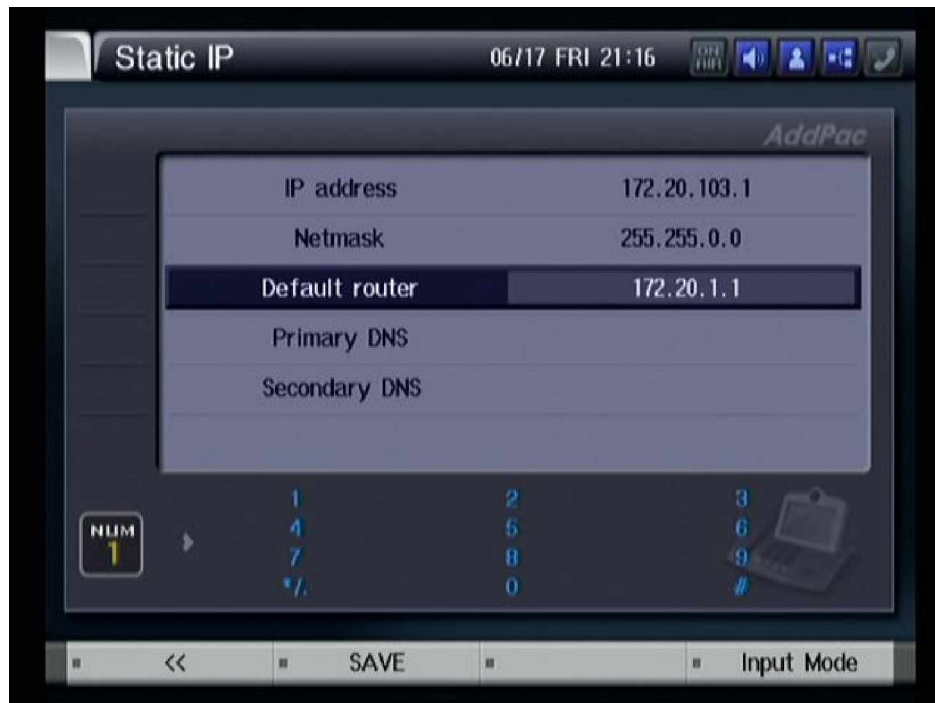 Static IP 06/17 FRI 21:16 ON AIR
AddPac
IP address 172.20.103.1
Netmask 255.255.0.0
Default router 172.20.1.1
Primary DNS
Secondary DNS
1 2 3
NUM 4 5 6
1 7 8 9
*/. 0 #
<< SAVE Input Mode